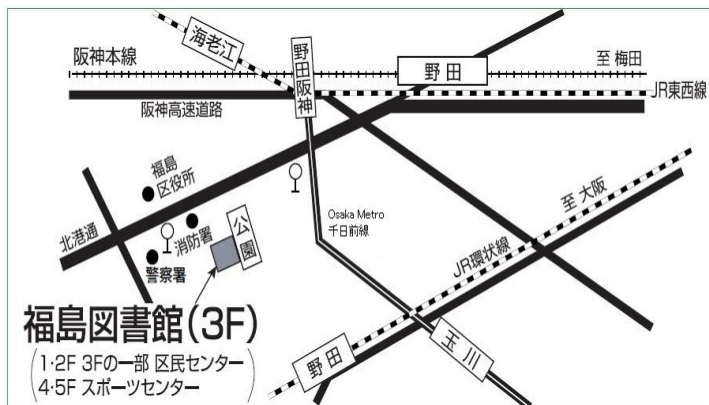 海老江
阪神本線
野田阪神
野田
至 梅田
JR東西線
阪神高速道路
福島
区役所
Osaka Metro
千日前線
至 大阪
JR環状線
北港通
消防署
公園
警察署
福島図書館(3F)
(1・2F 3Fの一部 区民センター
4・5F スポーツセンター)
野田
玉川